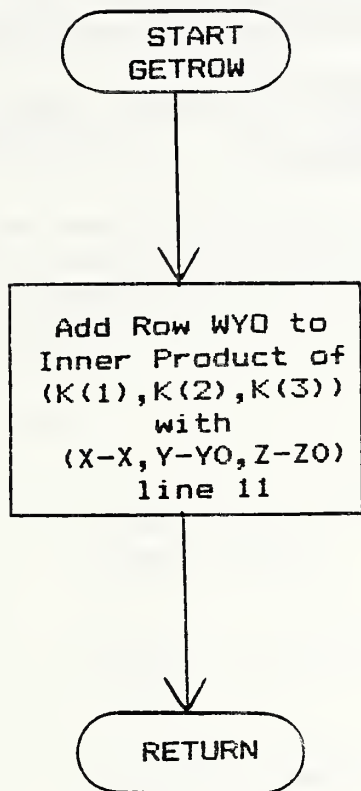 START
GETROW
Add Row WYO to
Inner Product of
(K(1),K(2),K(3))
with
(X-X,Y-YO,Z-ZO)
line 11
RETURN